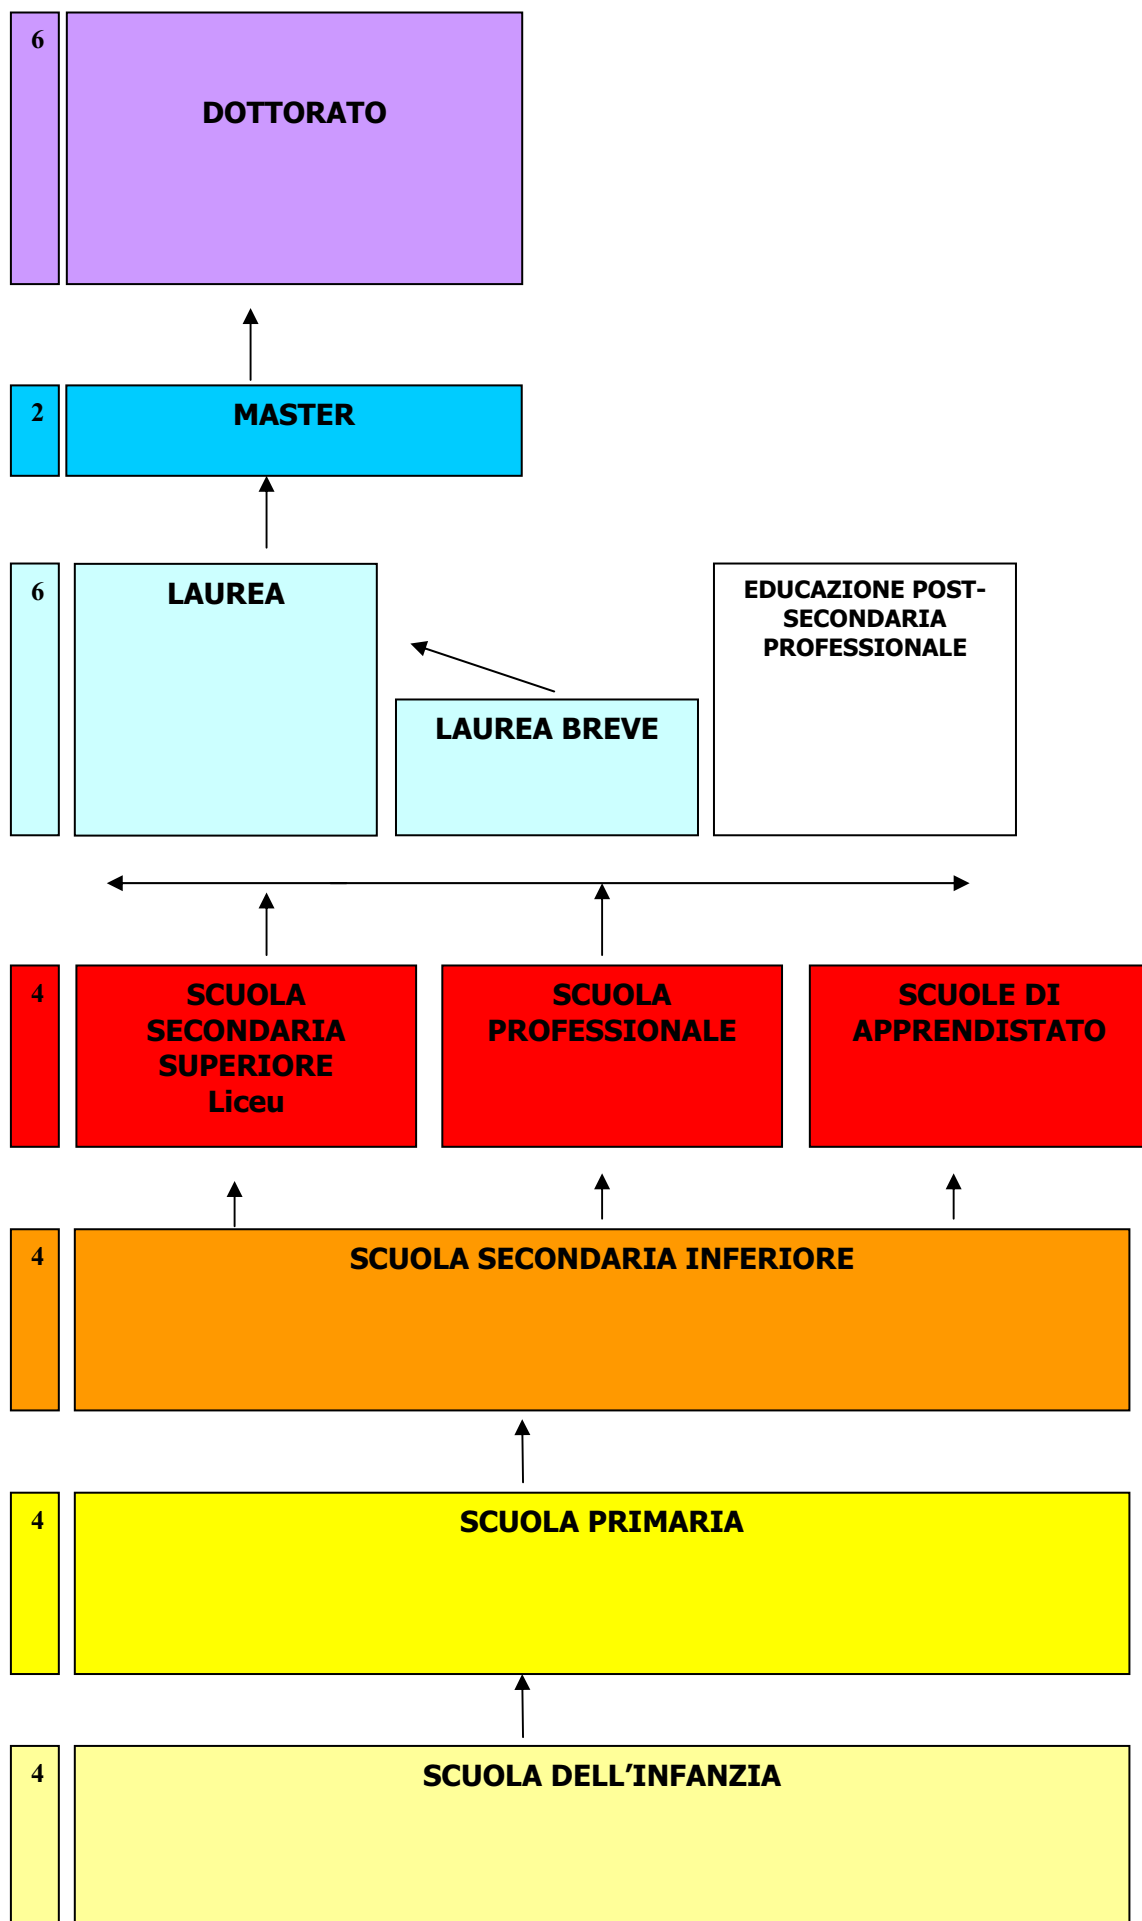 6
DOTTORATO
2
MASTER
6
LAUREA
EDUCAZIONE POST-
SECONDARIA
PROFESSIONALE
LAUREA BREVE
4
SCUOLA
SECONDARIA
SUPERIORE
Liceu
SCUOLA
PROFESSIONALE
SCUOLE DI
APPRENDISTATO
4
SCUOLA SECONDARIA INFERIORE
4
SCUOLA PRIMARIA
4
SCUOLA DELL’INFANZIA